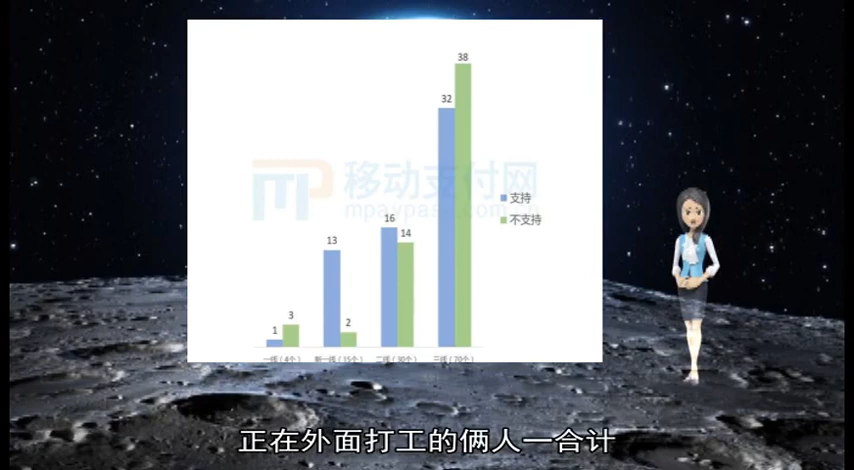 38
32
16
14
13
2
3
1
移动支付网
mpaypass.com.cn
支持
不支持
一线（4个） 新一线（15个） 二线（30个） 三线（70个）
正在外面打工的俩人一合计